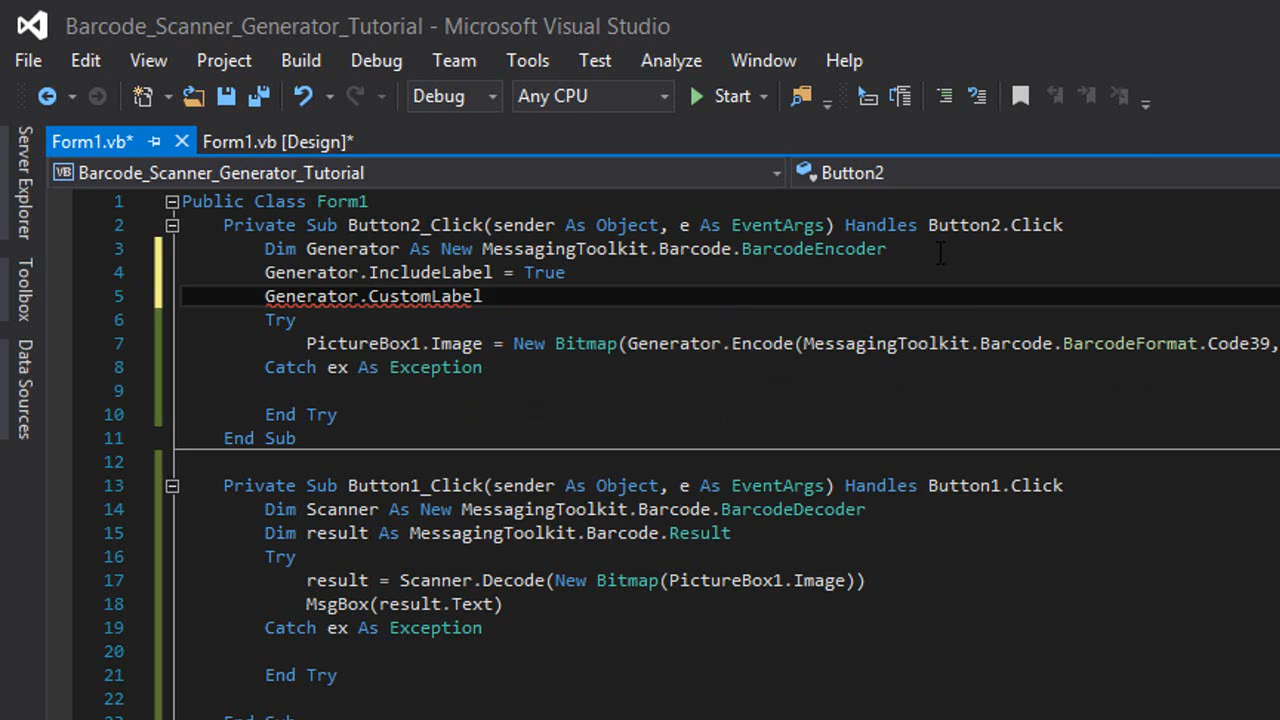 Barcode_Scanner_Generator_Tutorial - Microsoft Visual Studio
File Edit View Project Build Debug Team Tools Test Analyze Window Help
Debug Any CPU Start
Server Explorer
Toolbox
Data Sources
Form1.vb* Form1.vb [Design]*
VB Barcode_Scanner_Generator_Tutorial Button2
1 Public Class Form1
2 Private Sub Button2_Click(sender As Object, e As EventArgs) Handles Button2.Click
3 Dim Generator As New MessagingToolkit.Barcode.BarcodeEncoder
4 Generator.IncludeLabel = True
5 Generator.CustomLabel
6 Try
7 PictureBox1.Image = New Bitmap(Generator.Encode(MessagingToolkit.Barcode.BarcodeFormat.Code39,
8 Catch ex As Exception
9
10 End Try
11 End Sub
12
13 Private Sub Button1_Click(sender As Object, e As EventArgs) Handles Button1.Click
14 Dim Scanner As New MessagingToolkit.Barcode.BarcodeDecoder
15 Dim result As MessagingToolkit.Barcode.Result
16 Try
17 result = Scanner.Decode(New Bitmap(PictureBox1.Image))
18 MsgBox(result.Text)
19 Catch ex As Exception
20
21 End Try
22